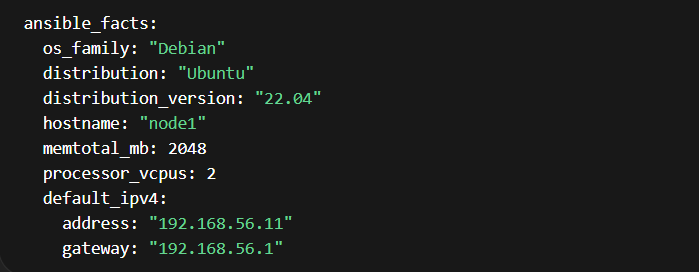 ansible_facts:
  os_family: "Debian"
  distribution: "Ubuntu"
  distribution_version: "22.04"
  hostname: "node1"
  memtotal_mb: 2048
  processor_vcpus: 2
  default_ipv4:
    address: "192.168.56.11"
    gateway: "192.168.56.1"